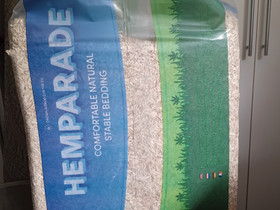 HEMPARADE
COMFORTABLE NATURAL
STABLE BEDDING